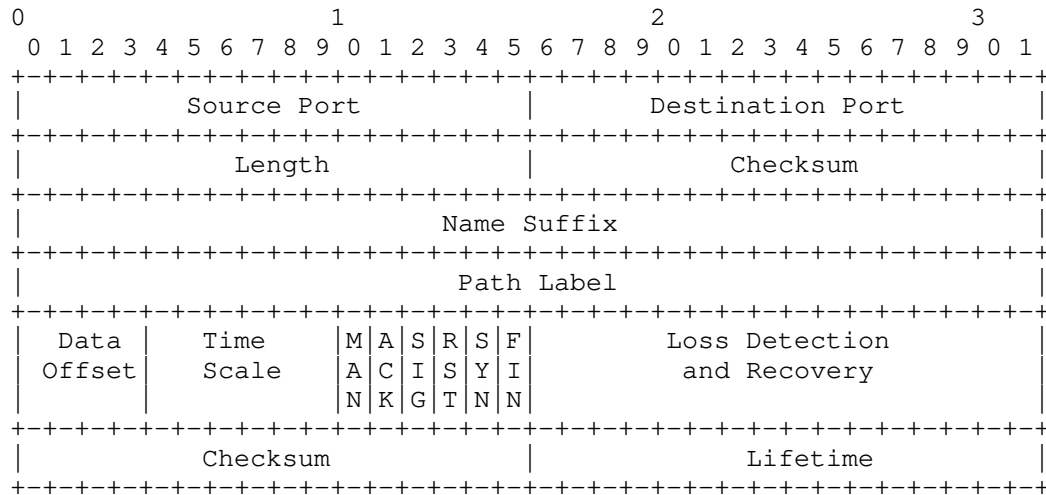 0                   1                   2                   3
 0 1 2 3 4 5 6 7 8 9 0 1 2 3 4 5 6 7 8 9 0 1 2 3 4 5 6 7 8 9 0 1
+-+-+-+-+-+-+-+-+-+-+-+-+-+-+-+-+-+-+-+-+-+-+-+-+-+-+-+-+-+-+-+-+
|          Source Port          |       Destination Port        |
+-+-+-+-+-+-+-+-+-+-+-+-+-+-+-+-+-+-+-+-+-+-+-+-+-+-+-+-+-+-+-+-+
|             Length            |            Checksum           |
+-+-+-+-+-+-+-+-+-+-+-+-+-+-+-+-+-+-+-+-+-+-+-+-+-+-+-+-+-+-+-+-+
|                          Name Suffix                          |
+-+-+-+-+-+-+-+-+-+-+-+-+-+-+-+-+-+-+-+-+-+-+-+-+-+-+-+-+-+-+-+-+
|                           Path Label                          |
+-+-+-+-+-+-+-+-+-+-+-+-+-+-+-+-+-+-+-+-+-+-+-+-+-+-+-+-+-+-+-+-+
|  Data |   Time    |M|A|S|R|S|F|        Loss Detection         |
| Offset|   Scale   |A|C|I|S|Y|I|         and Recovery          |
|       |           |N|K|G|T|N|N|                               |
+-+-+-+-+-+-+-+-+-+-+-+-+-+-+-+-+-+-+-+-+-+-+-+-+-+-+-+-+-+-+-+-+
|           Checksum            |             Lifetime          |
+-+-+-+-+-+-+-+-+-+-+-+-+-+-+-+-+-+-+-+-+-+-+-+-+-+-+-+-+-+-+-+-+